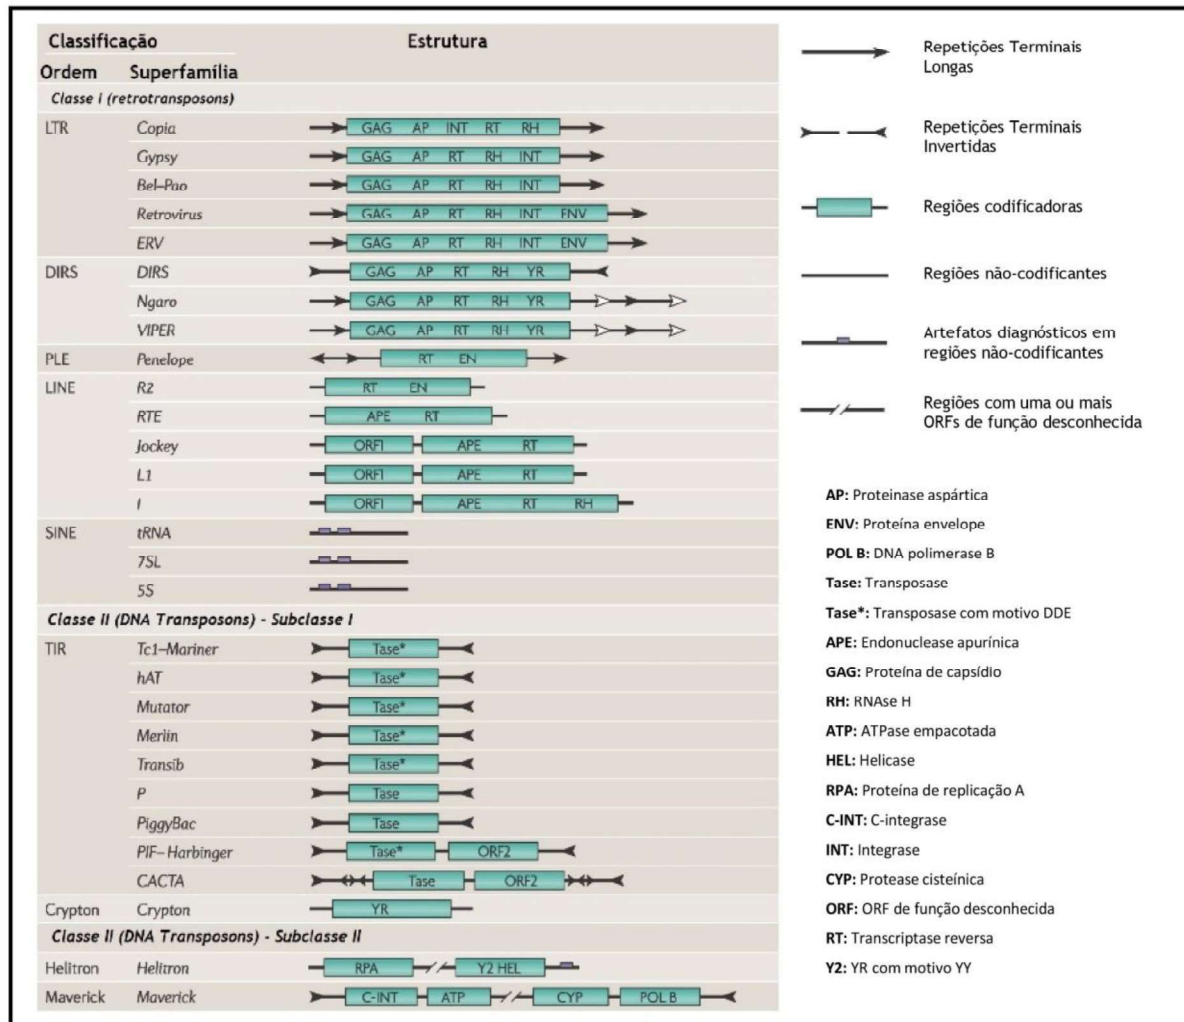 Classificação Estrutura
Ordem Superfamília
Classe I (retrotransposons)
LTR Copia GAG AP INT RT RH
Gypsy GAG AP RT RH INT
Bel–Pao GAG AP RT RH INT
Retrovirus GAG AP RT RH INT ENV
ERV GAG AP RT RH INT ENV
DIRS DIRS GAG AP RT RH YR
Ngaro GAG AP RT RH YR
VIPER GAG AP RT RH YR
PLE Penelope RT EN
LINE R2 RT EN
RTE APE RT
Jockey ORF1 APE RT
L1 ORF1 APE RT
I ORF1 APE RT RH
SINE tRNA
7SL
5S
Classe II (DNA Transposons) - Subclasse I
TIR Tc1–Mariner Tase*
hAT Tase*
Mutator Tase*
Merlin Tase*
Transib Tase*
P Tase
PiggyBac Tase
PIF–Harbinger Tase* ORF2
CACTA Tase ORF2
Crypton Crypton YR
Classe II (DNA Transposons) - Subclasse II
Helitron Helitron RPA Y2 HEL
Maverick Maverick C-INT ATP CYP POL B
Repetições Terminais
Longas
Repetições Terminais
Invertidas
Regiões codificadoras
Regiões não-codificantes
Artefatos diagnósticos em
regiões não-codificantes
Regiões com uma ou mais
ORFs de função desconhecida
AP: Proteinase aspártica
ENV: Proteína envelope
POL B: DNA polimerase B
Tase: Transposase
Tase*: Transposase com motivo DDE
APE: Endonuclease apurínica
GAG: Proteína de capsídio
RH: RNAse H
ATP: ATPase empacotada
HEL: Helicase
RPA: Proteína de replicação A
C-INT: C-integrase
INT: Integrase
CYP: Protease cisteínica
ORF: ORF de função desconhecida
RT: Transcriptase reversa
Y2: YR com motivo YY